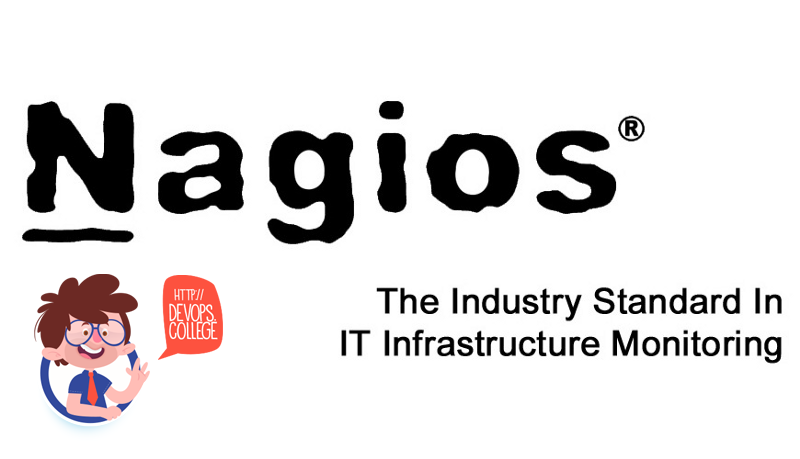 Nagios®
HTTP://
DEVOPS.
COLLEGE
The Industry Standard In
IT Infrastructure Monitoring